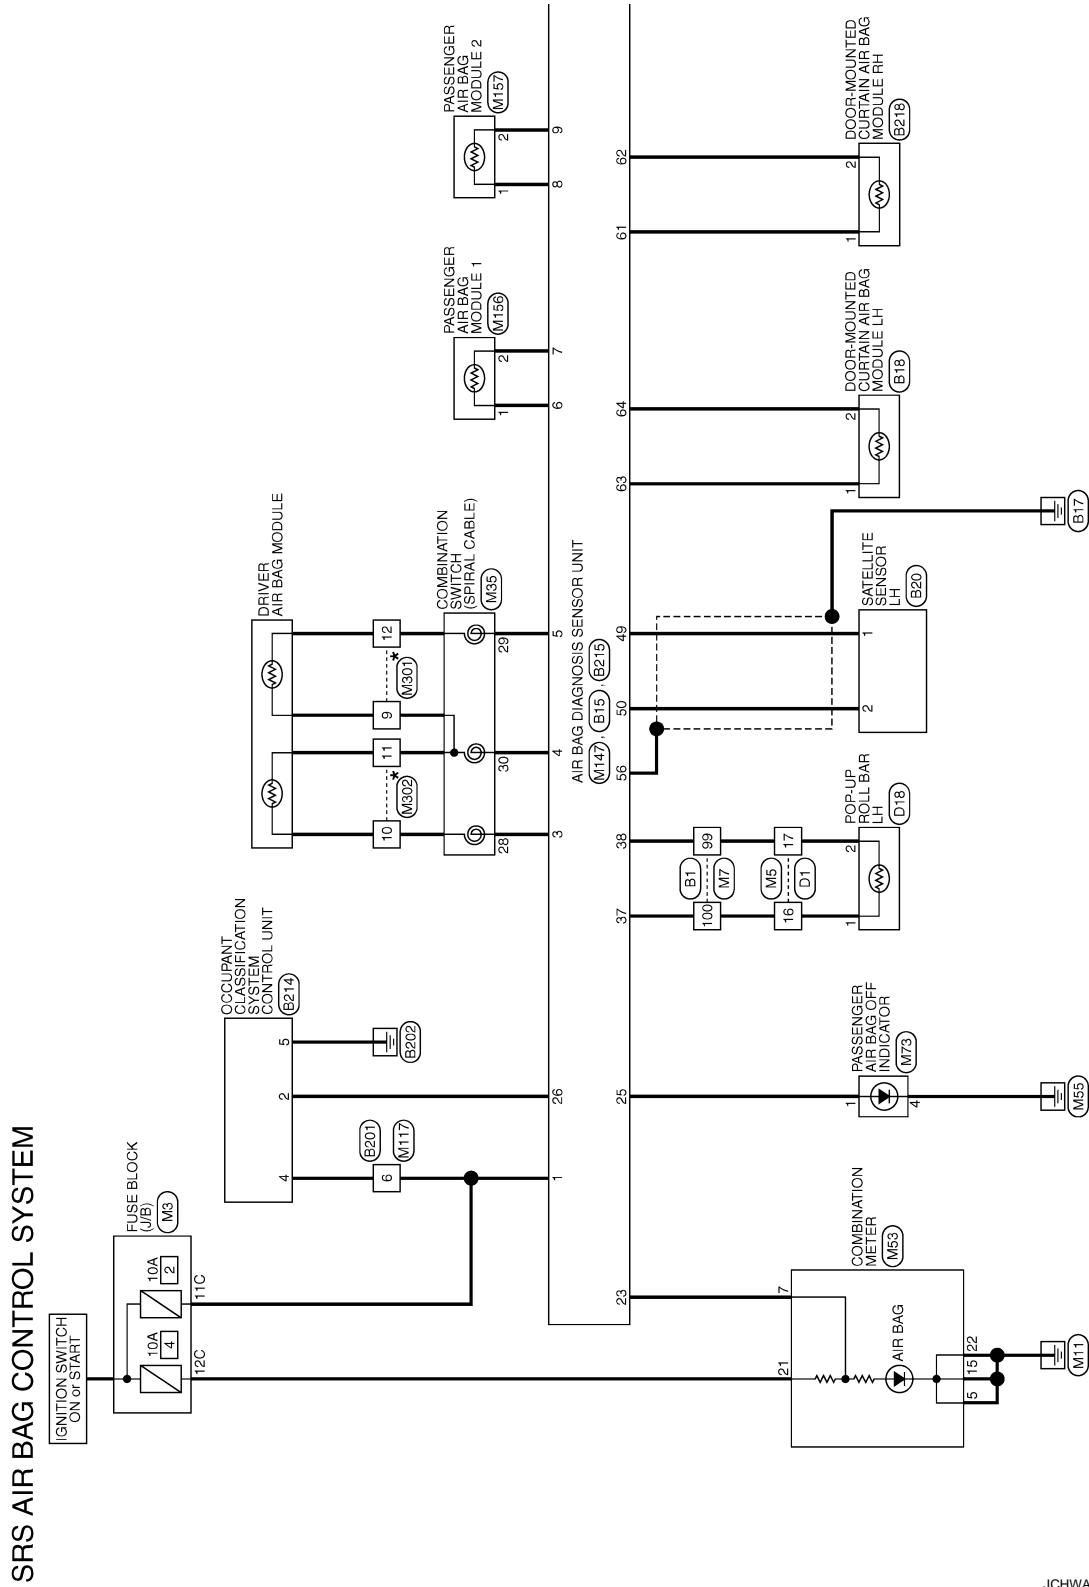 SRS AIR BAG CONTROL SYSTEM
IGNITION SWITCH
ON or START
FUSE BLOCK
(J/B)
M3
10A
4
10A
2
12C
11C
OCCUPANT
CLASSIFICATION
SYSTEM
CONTROL UNIT
B214
4
2
5
6
B201
M117
B202
DRIVER
AIR BAG MODULE
10
11
9
12
*
M302
*
M301
COMBINATION
SWITCH
(SPIRAL CABLE)
M35
28
30
29
PASSENGER
AIR BAG
MODULE 1
M156
1
2
PASSENGER
AIR BAG
MODULE 2
M157
1
2
1
26
3
4
5
6
7
8
9
AIR BAG DIAGNOSIS SENSOR UNIT
M147 , B15 , B215
23
25
37
38
56
50
49
63
64
61
62
COMBINATION
METER
M53
21
7
AIR BAG
5
15
22
M11
PASSENGER
AIR BAG OFF
INDICATOR
M73
1
4
M55
100
99
B1
M7
16
17
M5
D1
POP-UP
ROLL BAR
LH
D18
1
2
SATELLITE
SENSOR
LH
B20
2
1
B17
DOOR-MOUNTED
CURTAIN AIR BAG
MODULE LH
B18
1
2
DOOR-MOUNTED
CURTAIN AIR BAG
MODULE RH
B218
1
2